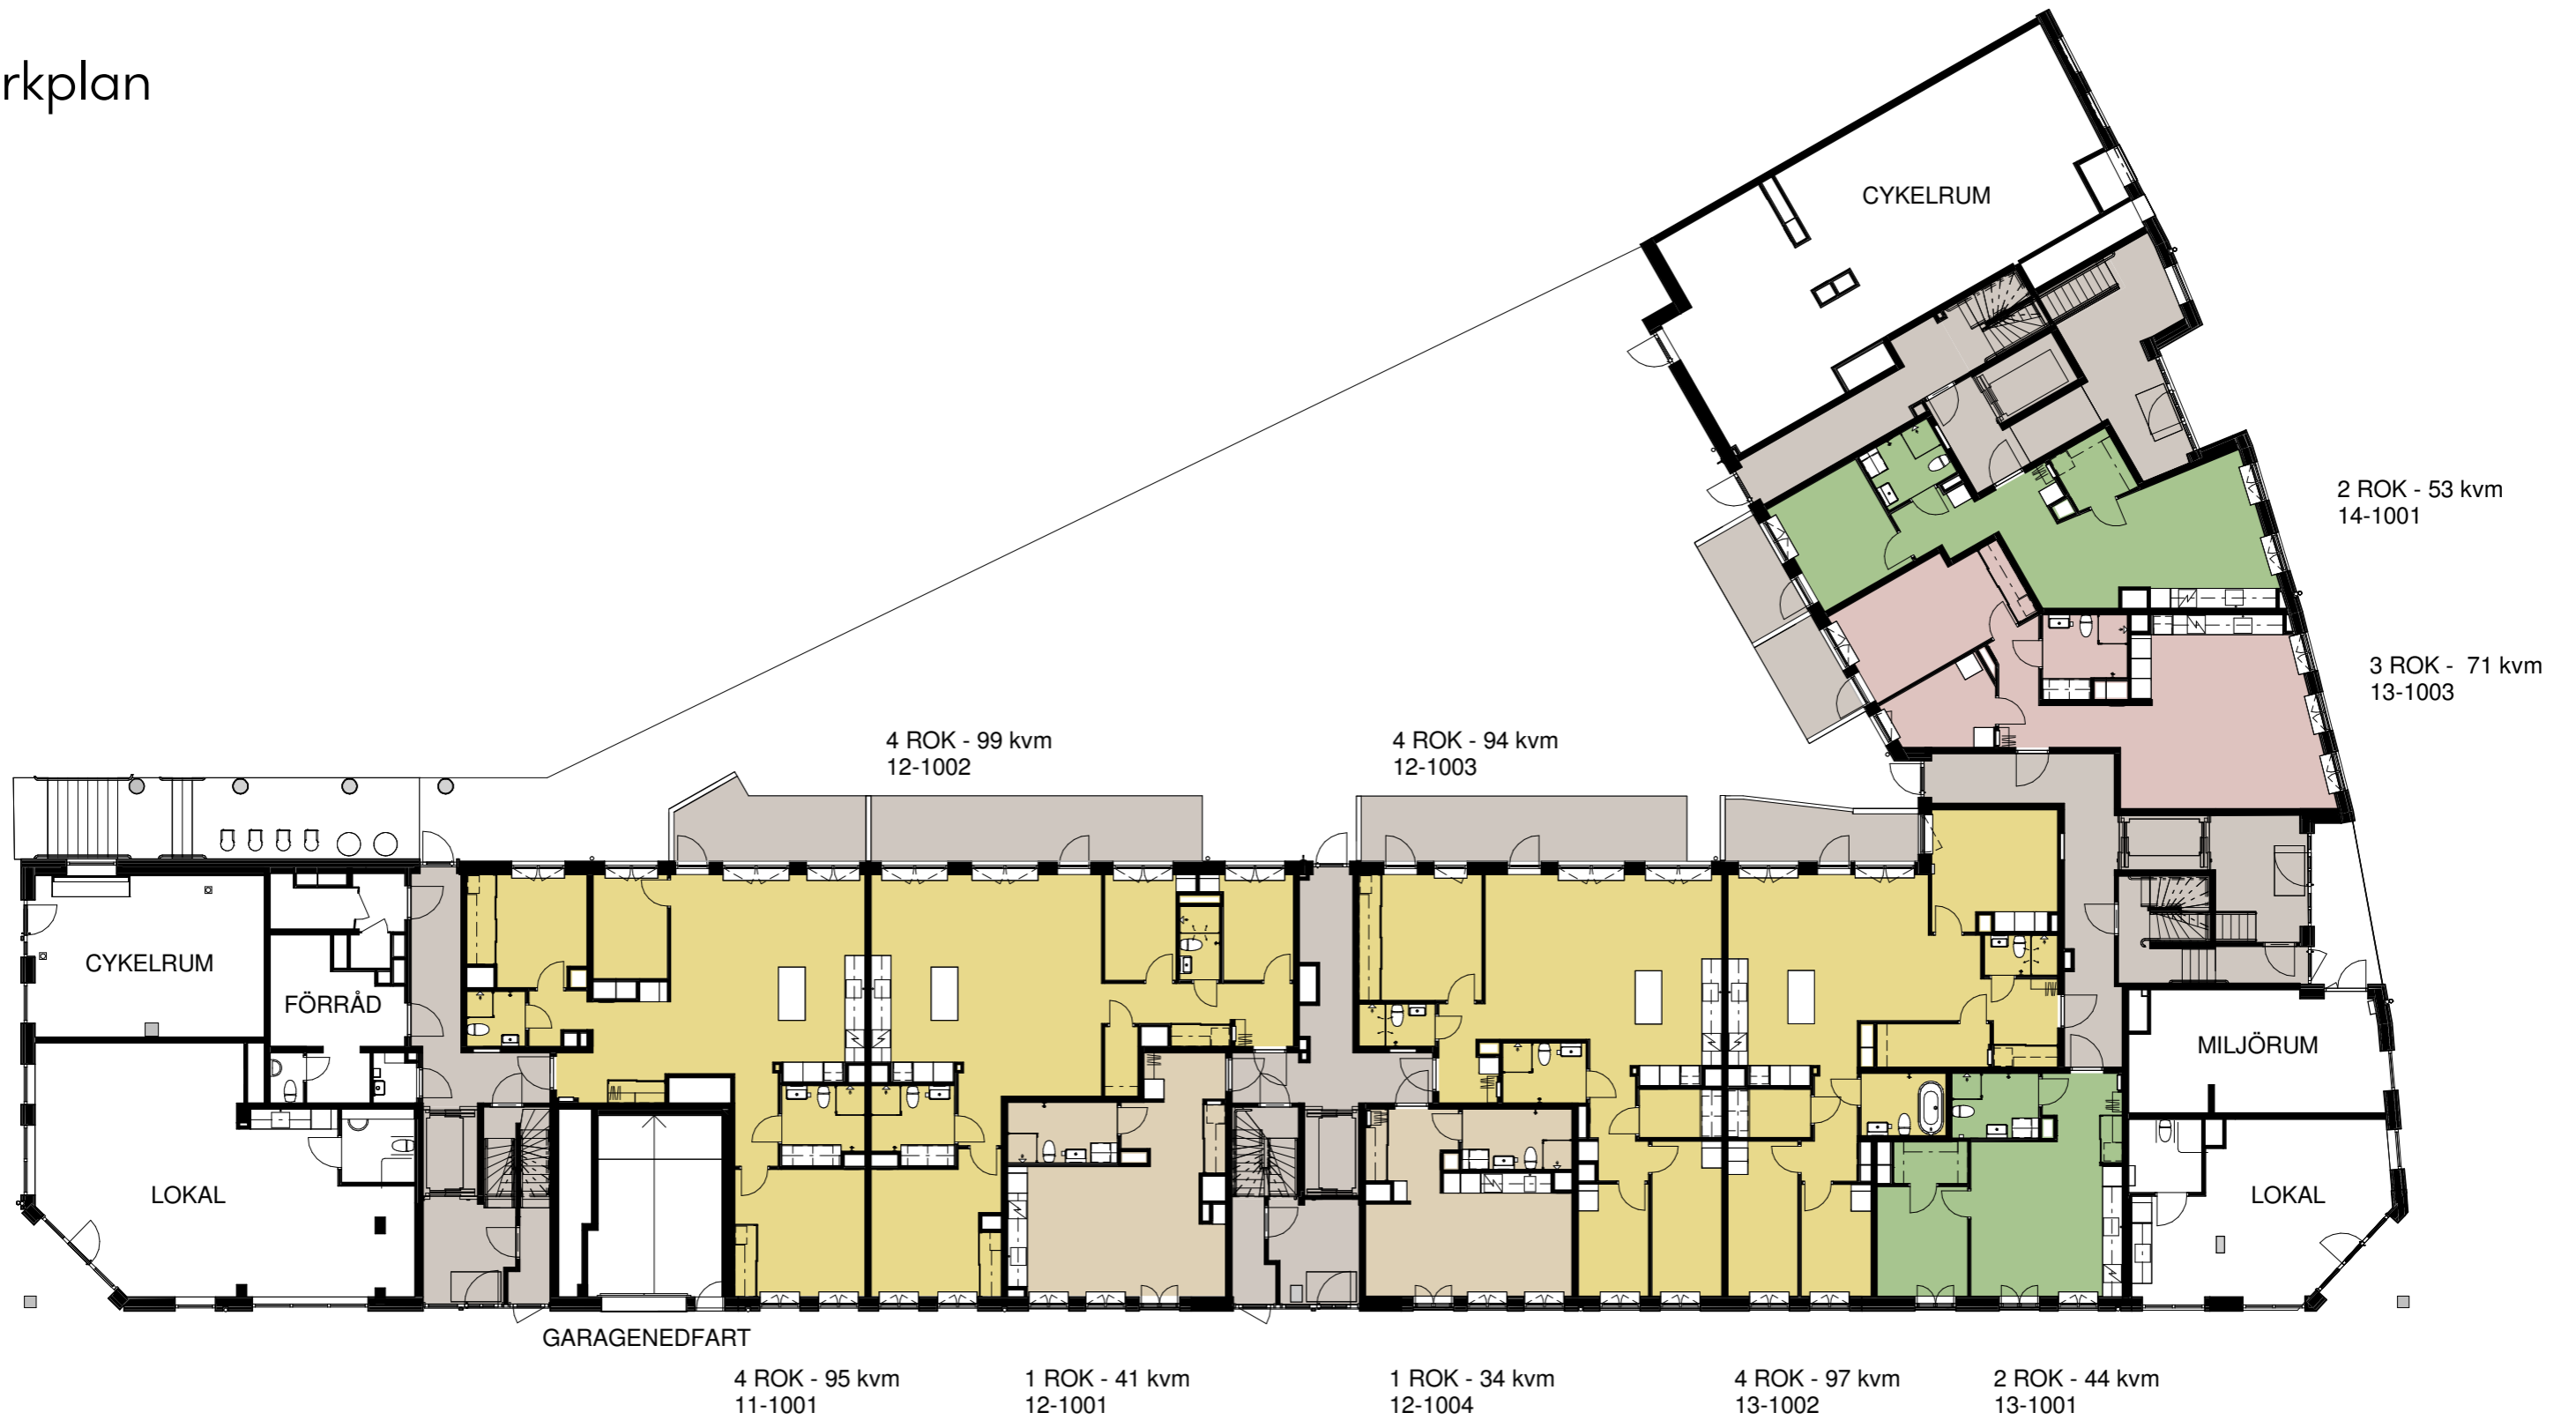 rkplan
CYKELRUM
2 ROK - 53 kvm
14-1001
3 ROK - 71 kvm
13-1003
4 ROK - 99 kvm
12-1002
4 ROK - 94 kvm
12-1003
CYKELRUM
FÖRRÅD
MILJÖRUM
LOKAL
LOKAL
GARAGENEDFART
4 ROK - 95 kvm
11-1001
1 ROK - 41 kvm
12-1001
1 ROK - 34 kvm
12-1004
4 ROK - 97 kvm
13-1002
2 ROK - 44 kvm
13-1001